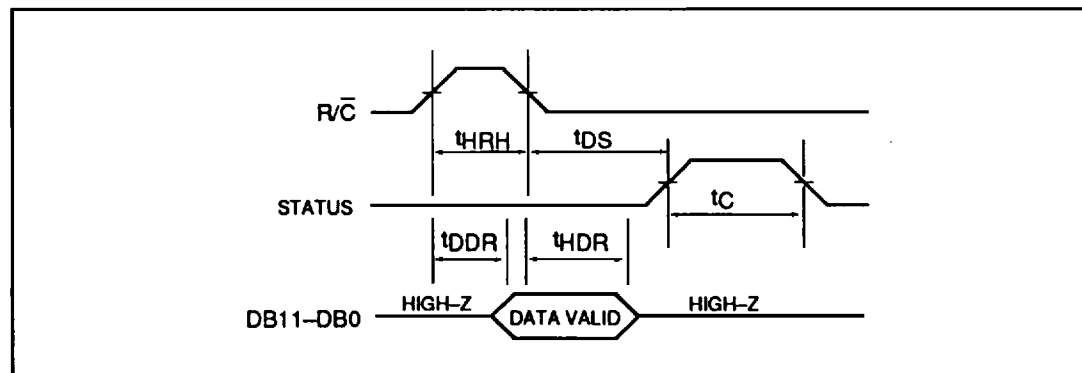 R/C̅
tHRH
tDS
STATUS
tC
tDDR
tHDR
DB11–DB0
HIGH–Z
DATA VALID
HIGH–Z